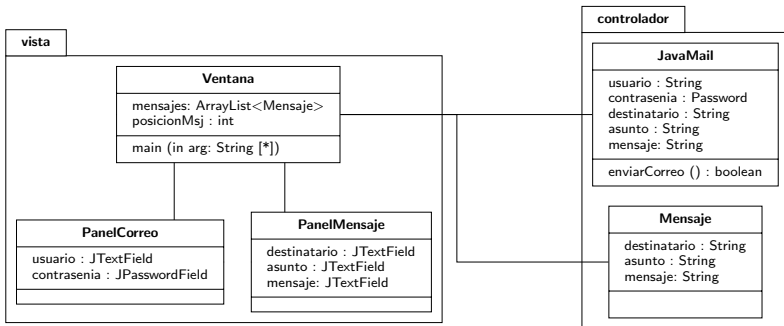 vista
Ventana
mensajes: ArrayList<Mensaje>
posicionMsj : int
main (in arg: String [*])
PanelCorreo
usuario : JTextField
contrasenia : JPasswordField
PanelMensaje
destinatario : JTextField
asunto : JTextField
mensaje: JTextField
controlador
JavaMail
usuario : String
contrasenia : Password
destinatario : String
asunto : String
mensaje: String
enviarCorreo () : boolean
Mensaje
destinatario : String
asunto : String
mensaje: String